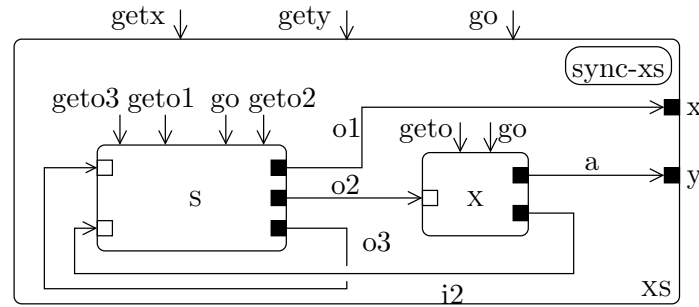 getx gety go
sync-xs
geto3 geto1 go geto2
x
o1
geto go
a
o2
y
s
x
o3
xs
i2